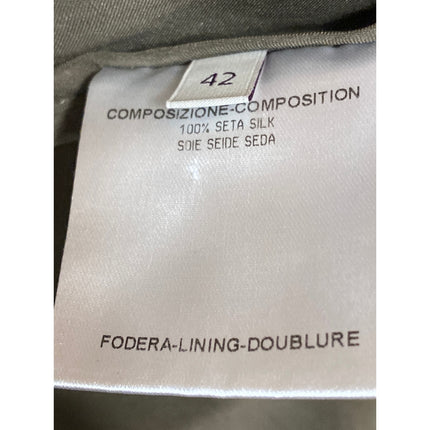 42
COMPOSIZIONE-COMPOSITION
100% SETA SILK
SOIE SEIDE SEDA
FODERA-LINING-DOUBLURE